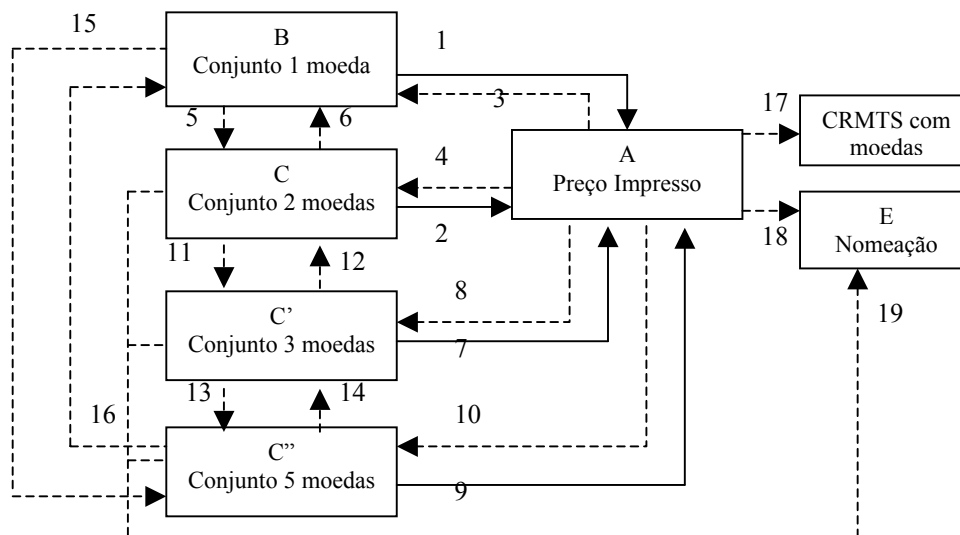 15
B
Conjunto 1 moeda
1
3
5
6
17
CRMTS com
moedas
A
Preço Impresso
4
C
Conjunto 2 moedas
2
18
E
Nomeação
11
12
8
19
C'
Conjunto 3 moedas
7
13
14
16
10
C"
Conjunto 5 moedas
9